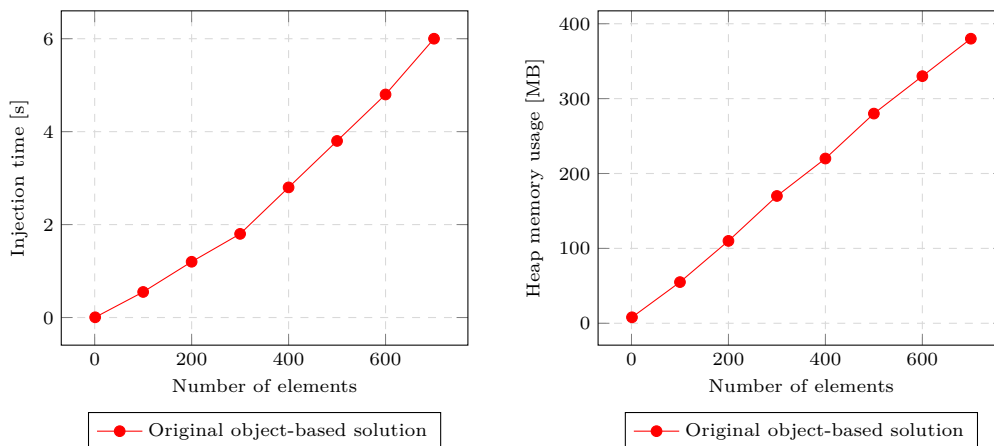 Injection time [s]
6
4
2
0
0 200 400 600
Number of elements
Original object-based solution
Heap memory usage [MB]
400
300
200
100
0
0 200 400 600
Number of elements
Original object-based solution